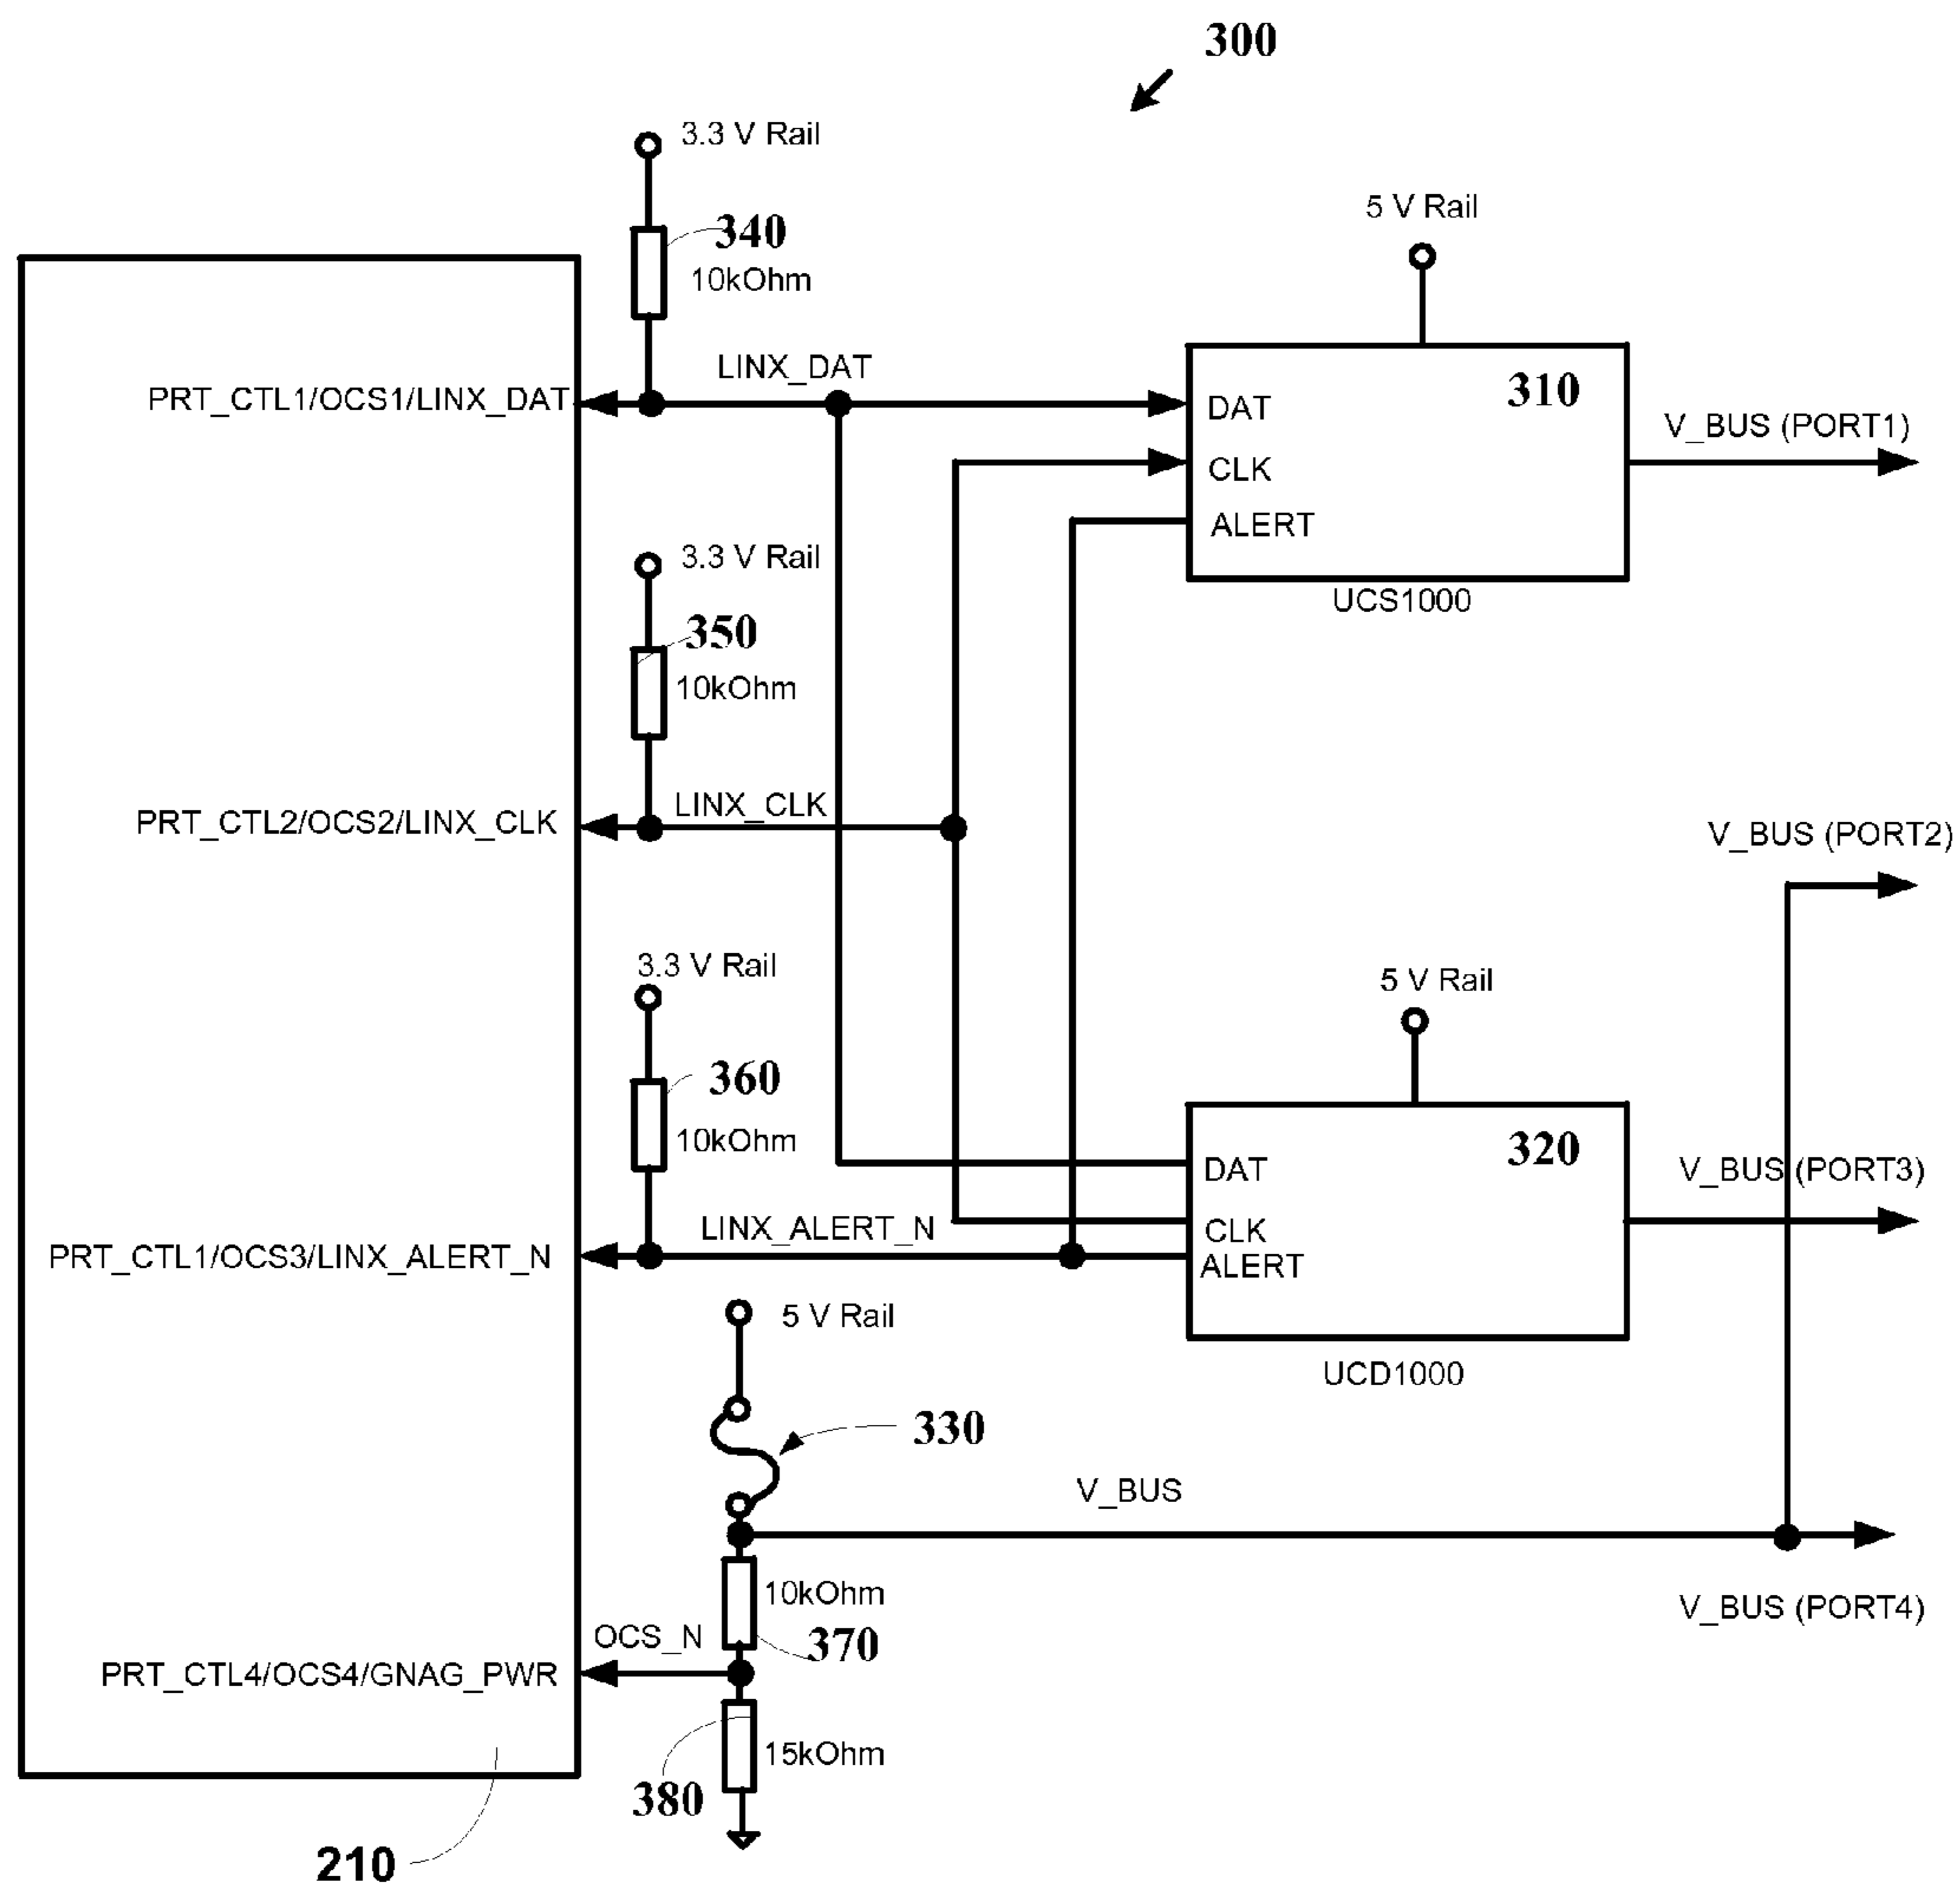 300
3.3 V Rail
340
10kOhm
5 V Rail
LINX_DAT
PRT_CTL1/OCS1/LINX_DAT
DAT
310
CLK
ALERT
V_BUS (PORT1)
UCS1000
3.3 V Rail
350
10kOhm
LINX_CLK
PRT_CTL2/OCS2/LINX_CLK
V_BUS (PORT2)
3.3 V Rail
5 V Rail
360
10kOhm
320
DAT
V_BUS (PORT3)
LINX_ALERT_N
CLK
PRT_CTL1/OCS3/LINX_ALERT_N
ALERT
5 V Rail
UCD1000
330
V_BUS
10kOhm
V_BUS (PORT4)
OCS_N
370
PRT_CTL4/OCS4/GNAG_PWR
15kOhm
380
210